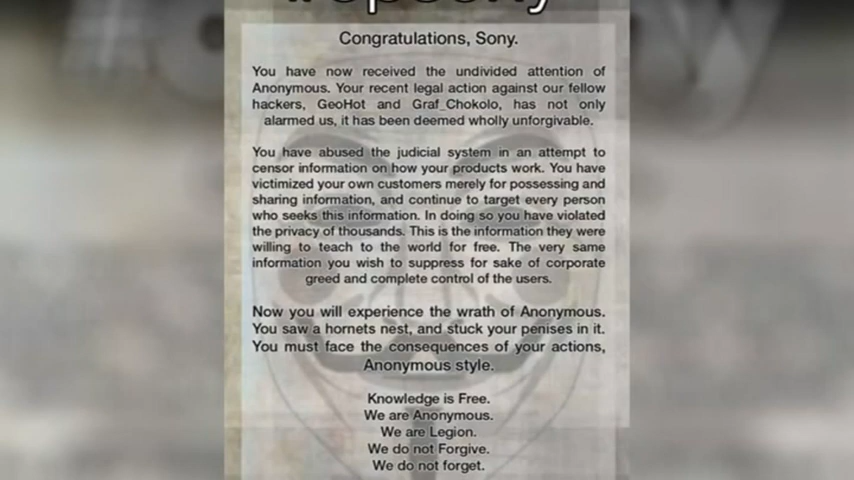 Congratulations, Sony.
You have now received the undivided attention of
Anonymous. Your recent legal action against our fellow
hackers, GeoHot and Graf_Chokolo, has not only
alarmed us, it has been deemed wholly unforgivable.
You have abused the judicial system in an attempt to
censor information on how your products work. You have
victimized your own customers merely for possessing and
sharing information, and continue to target every person
who seeks this information. In doing so you have violated
the privacy of thousands. This is the information they were
willing to teach to the world for free. The very same
information you wish to suppress for sake of corporate
greed and complete control of the users.
Now you will experience the wrath of Anonymous.
You saw a hornets nest, and stuck your penises in it.
You must face the consequences of your actions,
Anonymous style.
Knowledge is Free.
We are Anonymous.
We are Legion.
We do not Forgive.
We do not forget.